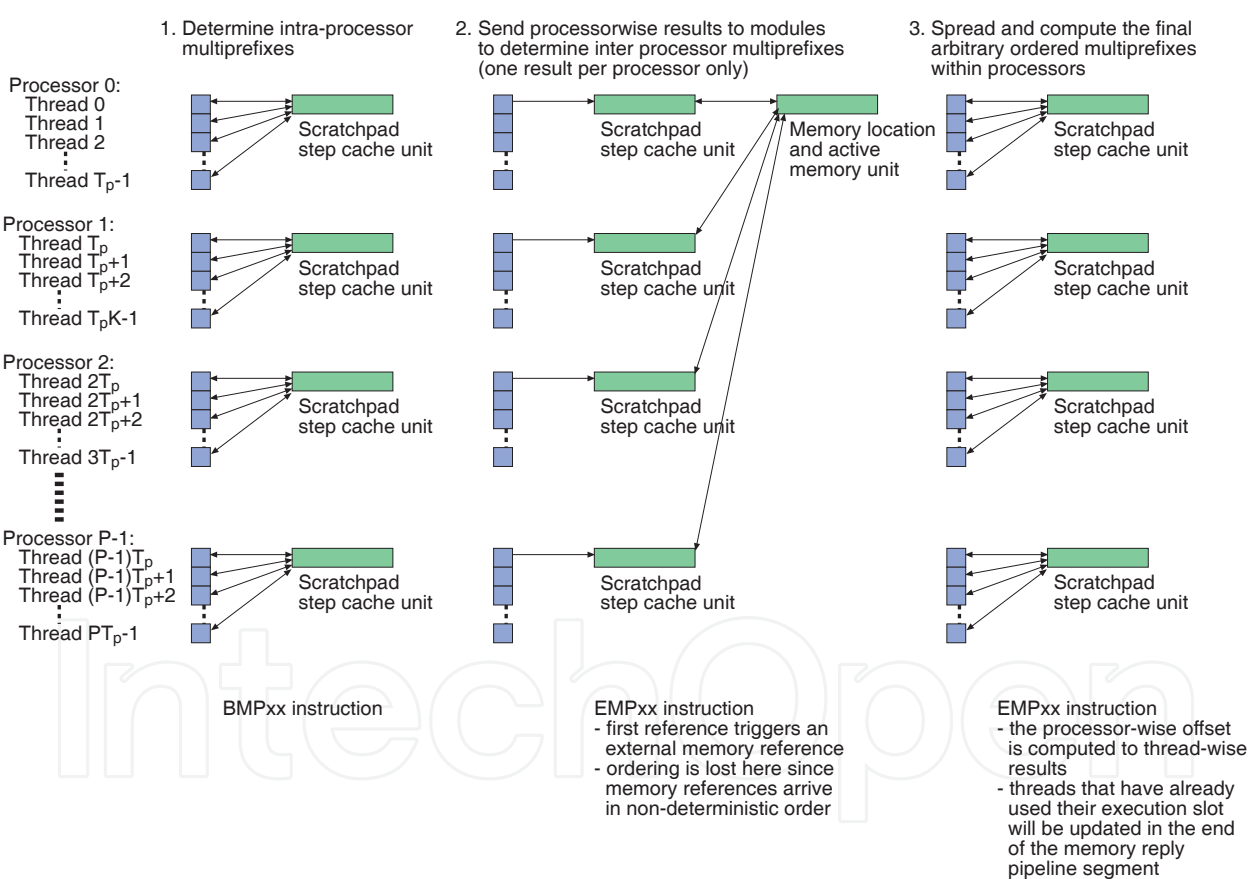 1. Determine intra-processor
multiprefixes
2. Send processorwise results to modules
to determine inter processor multiprefixes
(one result per processor only)
3. Spread and compute the final
arbitrary ordered multiprefixes
within processors
Processor 0:
Thread 0
Thread 1
Thread 2
Thread Tp-1
Scratchpad
step cache unit
Scratchpad
step cache unit
Memory location
and active
memory unit
Scratchpad
step cache unit
Processor 1:
Thread Tp
Thread Tp+1
Thread Tp+2
Thread TpK-1
Scratchpad
step cache unit
Scratchpad
step cache unit
Scratchpad
step cache unit
Processor 2:
Thread 2Tp
Thread 2Tp+1
Thread 2Tp+2
Thread 3Tp-1
Scratchpad
step cache unit
Scratchpad
step cache unit
Scratchpad
step cache unit
Processor P-1:
Thread (P-1)Tp
Thread (P-1)Tp+1
Thread (P-1)Tp+2
Thread PTp-1
Scratchpad
step cache unit
Scratchpad
step cache unit
Scratchpad
step cache unit
IntechOpen
BMPxx instruction
EMPxx instruction
- first reference triggers an
external memory reference
- ordering is lost here since
memory references arrive
in non-deterministic order
EMPxx instruction
- the processor-wise offset
is computed to thread-wise
results
- threads that have already
used their execution slot
will be updated in the end
of the memory reply
pipeline segment